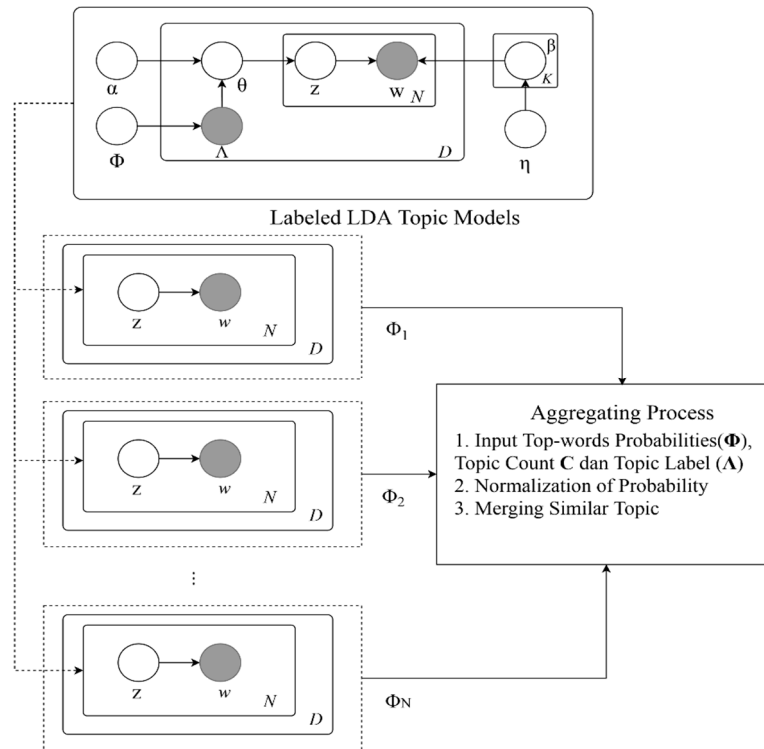 α
θ
z
w
N
β
K
Φ
Λ
D
η
Labeled LDA Topic Models
z
w
N
D
Φ1
z
w
N
D
Φ2
Aggregating Process
1. Input Top-words Probabilities(Φ),
Topic Count C dan Topic Label (Λ)
2. Normalization of Probability
3. Merging Similar Topic
⋮
z
w
N
D
ΦN